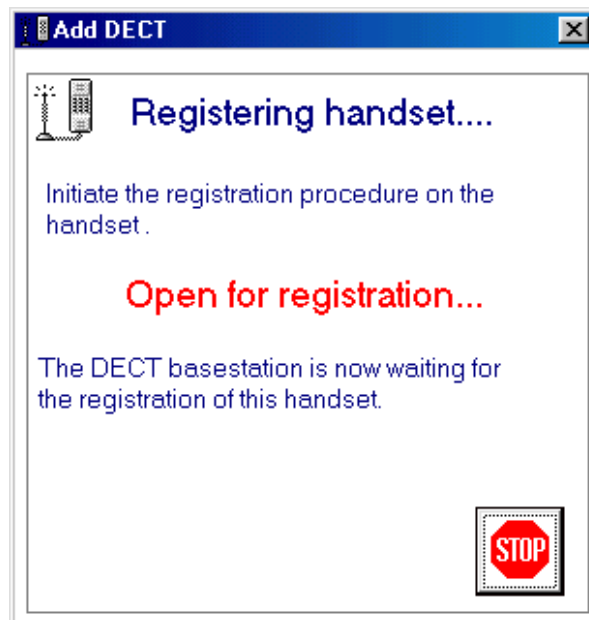 Add DECT
Registering handset....
Initiate the registration procedure on the
handset .
Open for registration...
The DECT basestation is now waiting for
the registration of this handset.
STOP